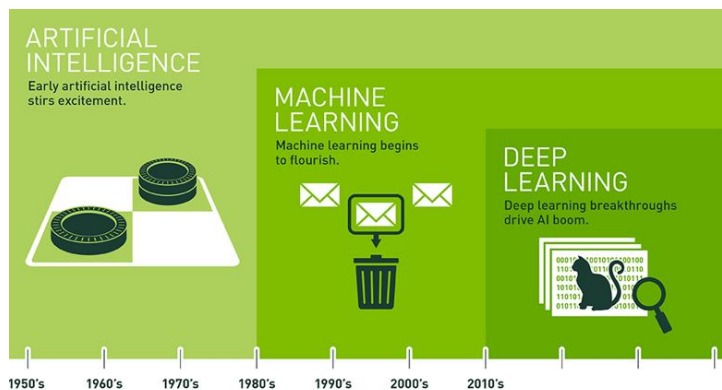 ARTIFICIAL
INTELLIGENCE
Early artificial intelligence
stirs excitement.
MACHINE
LEARNING
Machine learning begins
to flourish.
DEEP
LEARNING
Deep learning breakthroughs
drive AI boom.
1950's 1960's 1970's 1980's 1990's 2000's 2010's